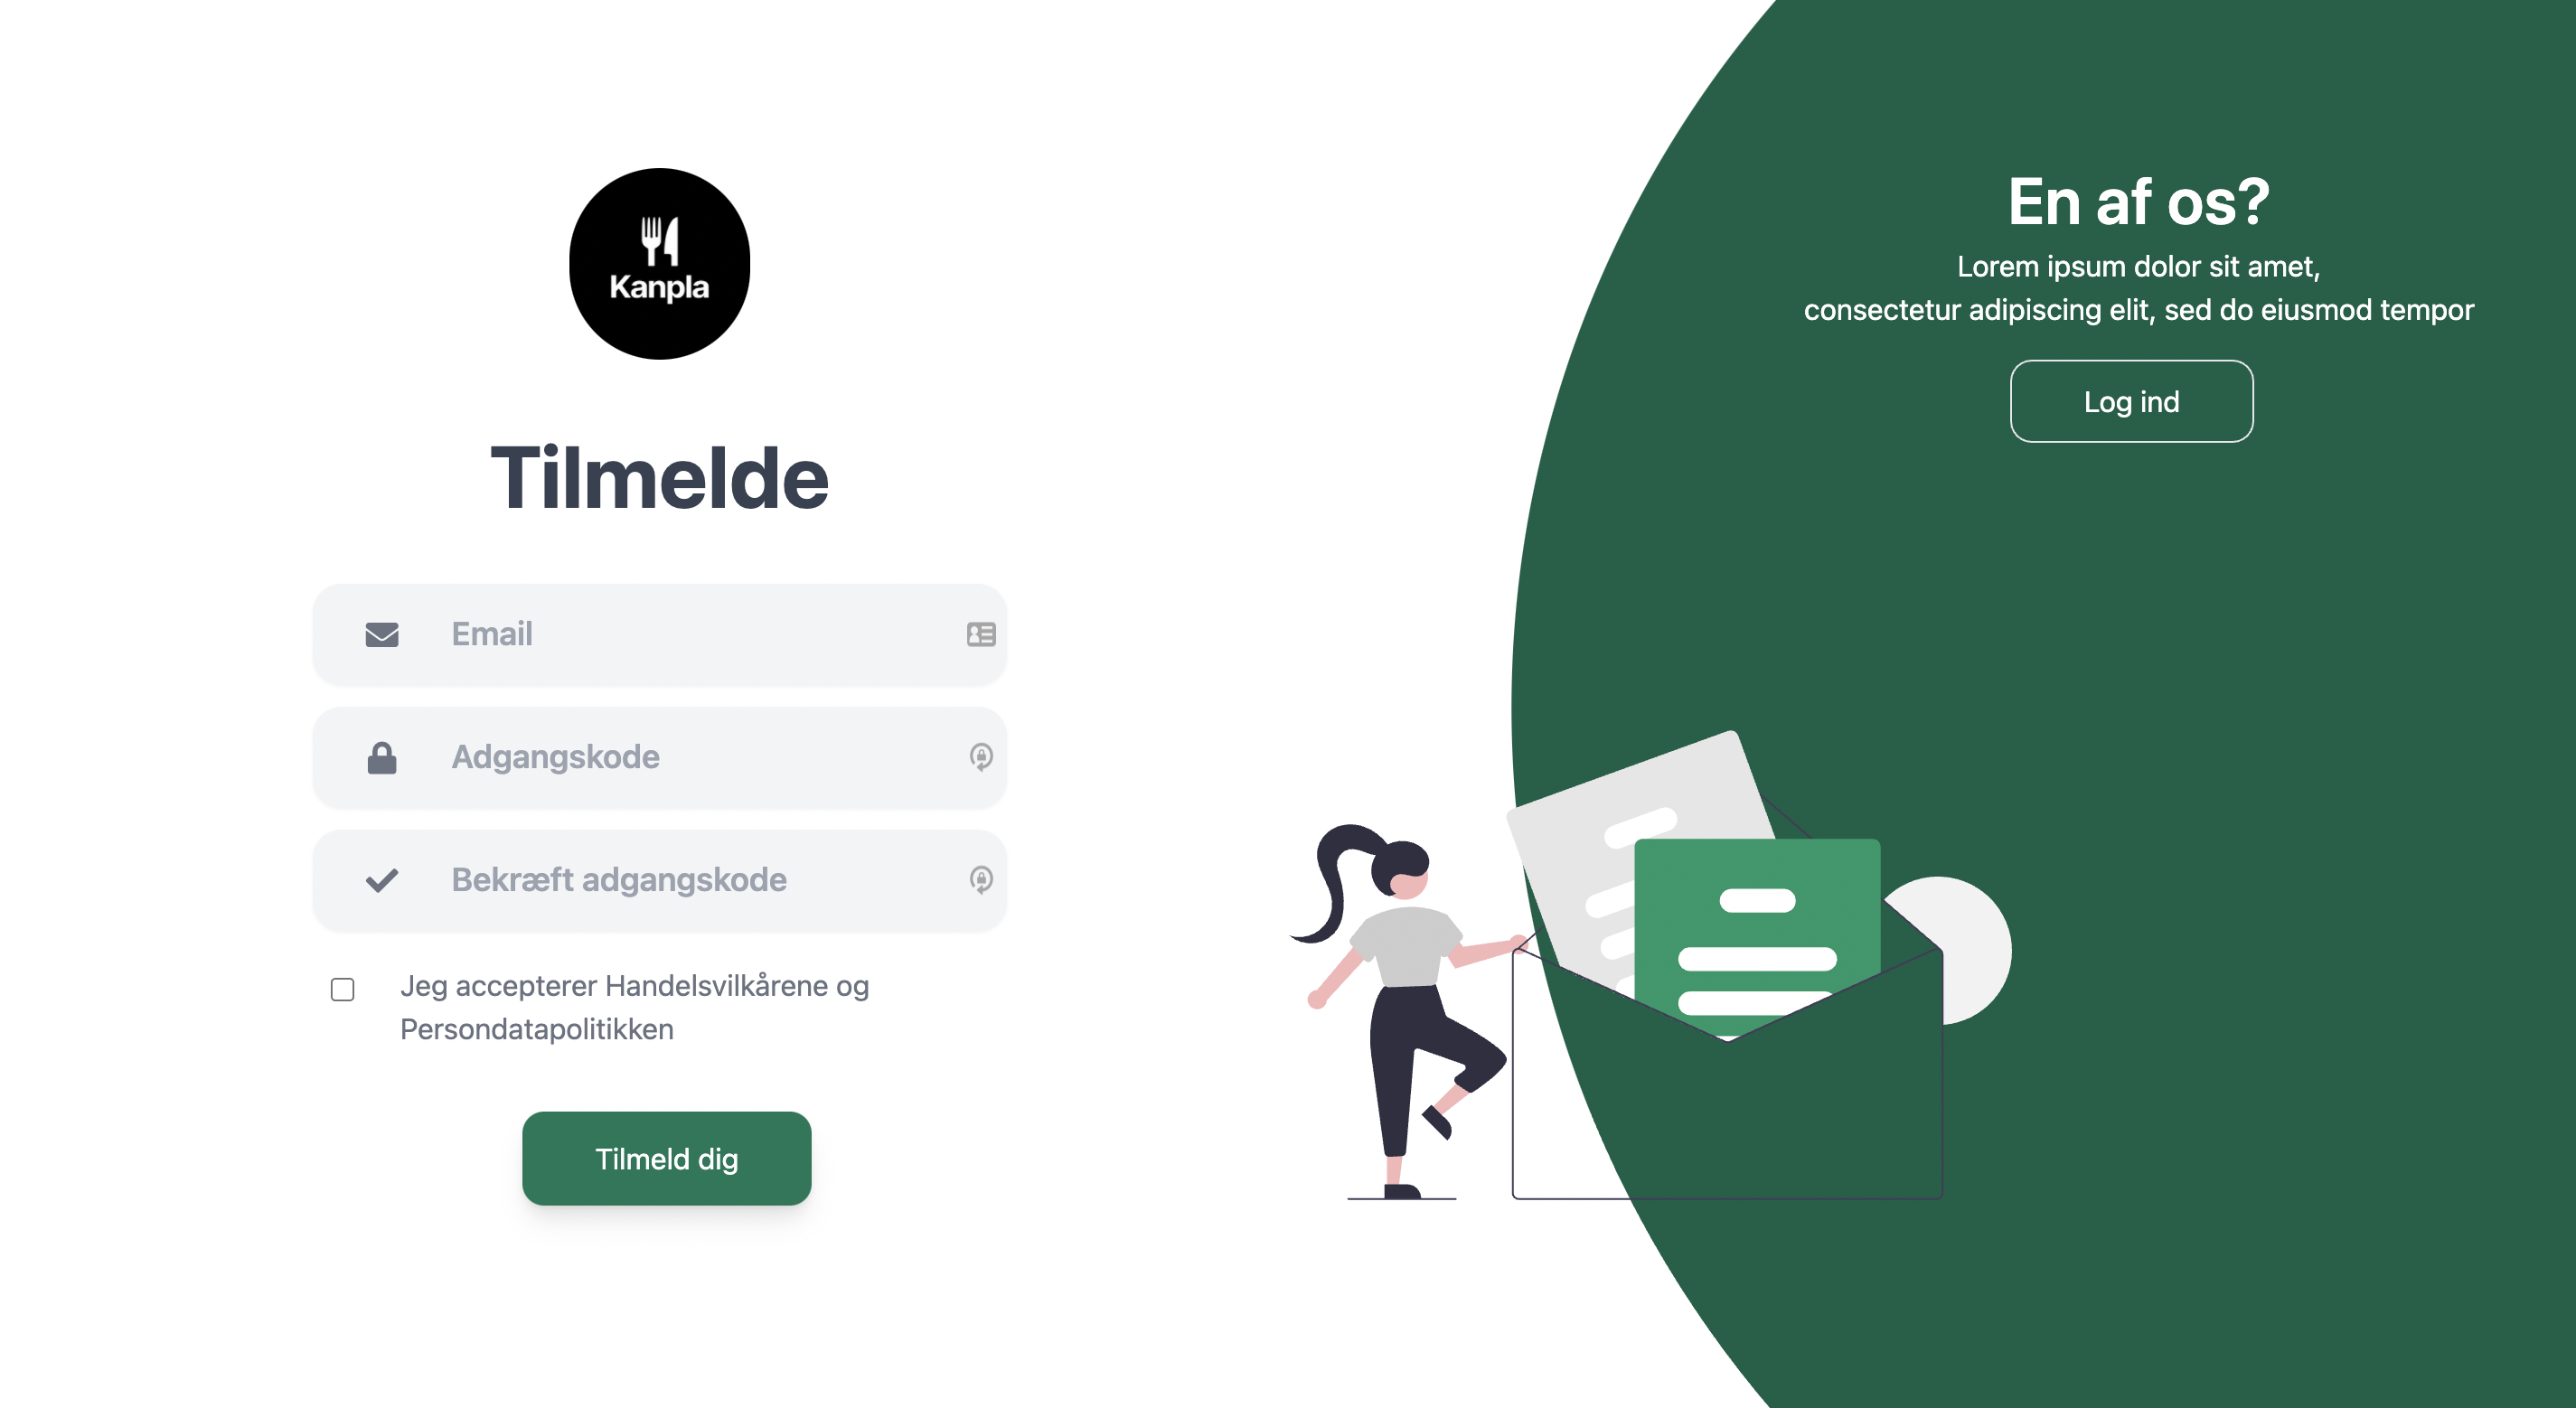 Kanpla
Tilmelde
Email
Adgangskode
Bekræft adgangskode
Jeg accepterer Handelsvilkårene og
Persondatapolitikken
Tilmeld dig
En af os?
Lorem ipsum dolor sit amet,
consectetur adipiscing elit, sed do eiusmod tempor
Log ind